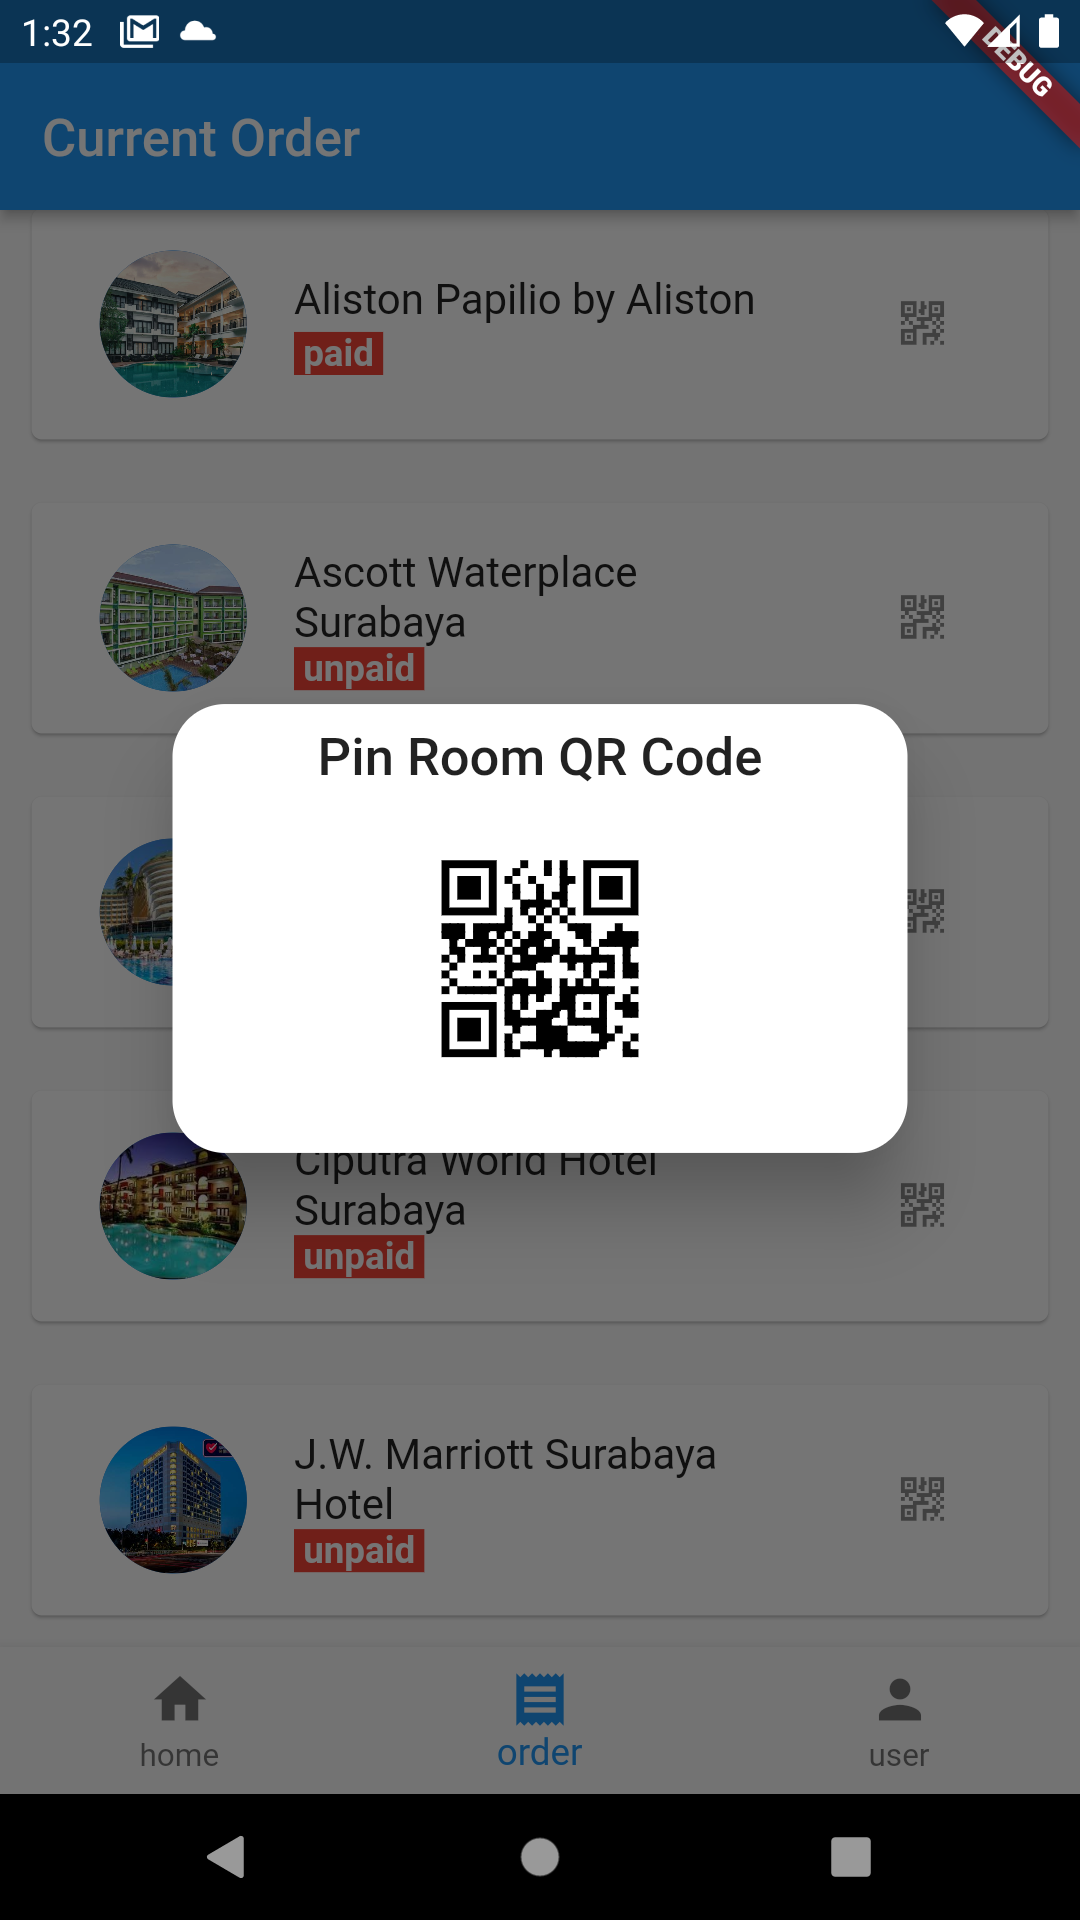 1:32
DEBUG
Current Order
Aliston Papilio by Aliston
paid
Ascott Waterplace
Surabaya
unpaid
Pin Room QR Code
Ciputra World Hotel
Surabaya
unpaid
J.W. Marriott Surabaya
Hotel
unpaid
home
order
user